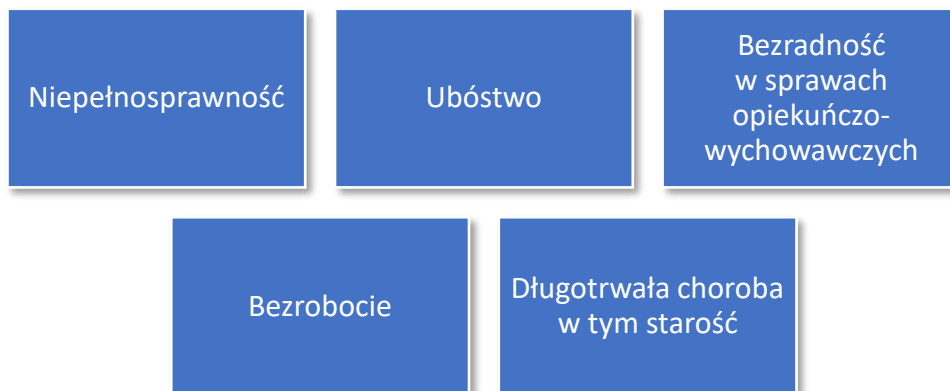 Niepełnosprawność
Ubóstwo
Bezradność
w sprawach
opiekuńczo-
wychowawczych
Bezrobocie
Długotrwała choroba
w tym starość